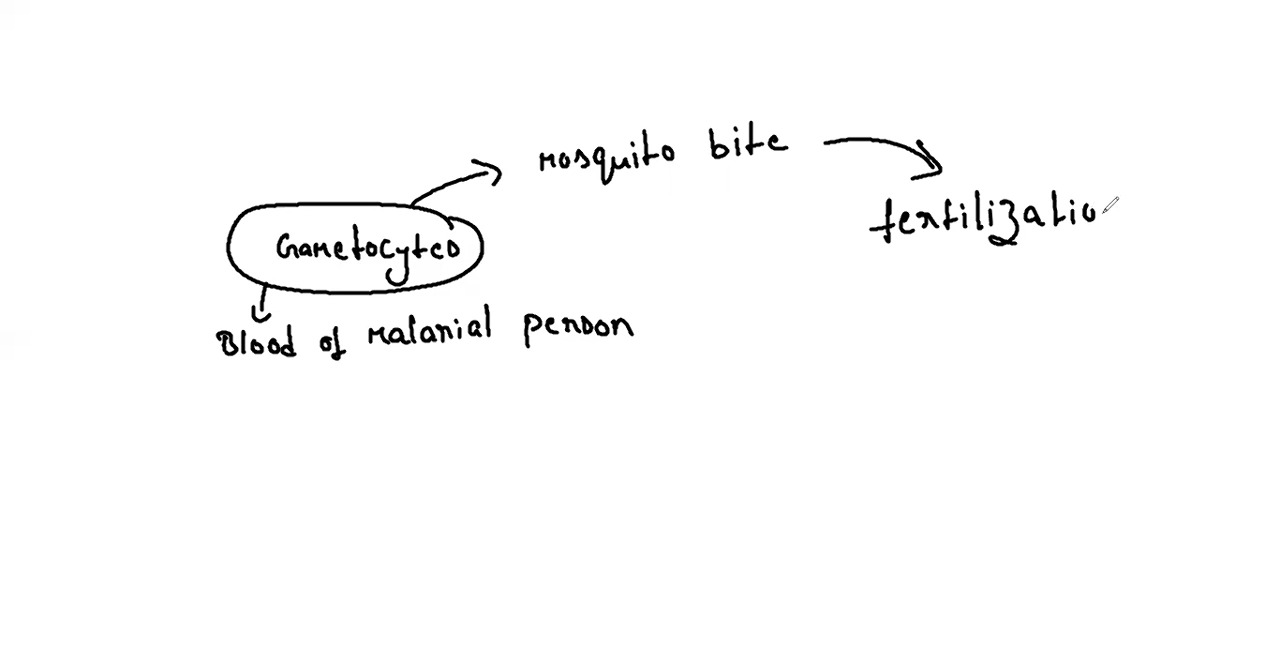 mosquito bite
fertilizatio
Gametocytes
Blood of malarial person